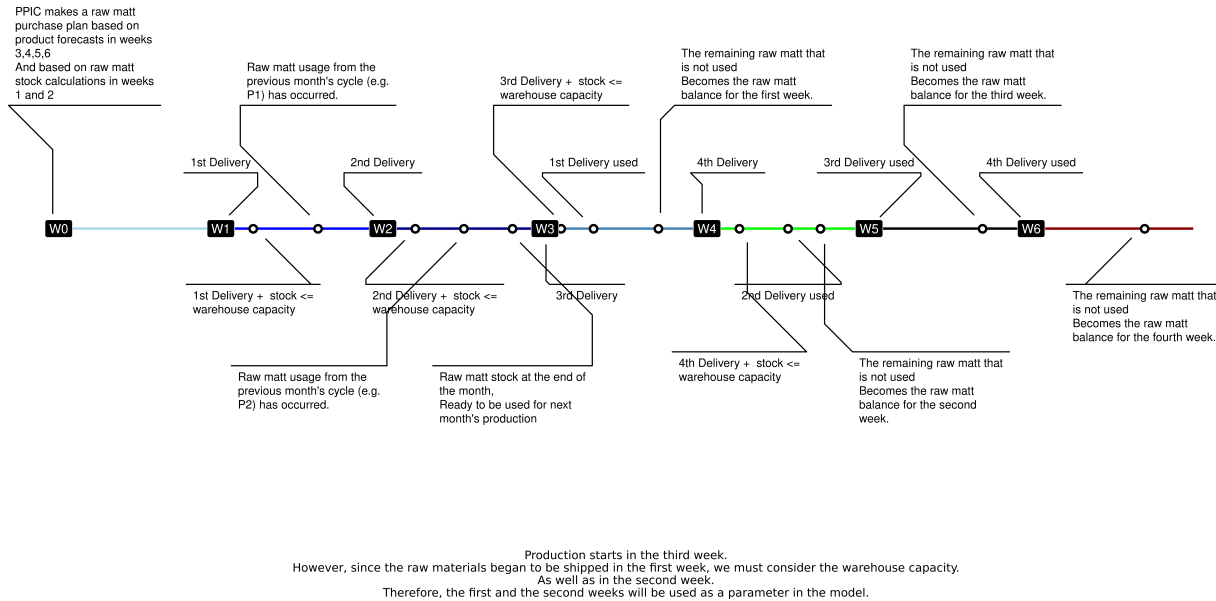 PPIC makes a raw matt
purchase plan based on
product forecasts in weeks
3,4,5,6
And based on raw matt
stock calculations in weeks
1 and 2
Raw matt usage from the
previous month's cycle (e.g.
P1) has occurred.
3rd Delivery + stock <=
warehouse capacity
The remaining raw matt that
is not used
Becomes the raw matt
balance for the first week.
The remaining raw matt that
is not used
Becomes the raw matt
balance for the third week.
1st Delivery
2nd Delivery
1st Delivery used
4th Delivery
3rd Delivery used
4th Delivery used
W0
W1
W2
W3
W4
W5
W6
1st Delivery + stock <=
warehouse capacity
2nd Delivery + stock <=
warehouse capacity
3rd Delivery
2nd Delivery used
The remaining raw matt that
is not used
Becomes the raw matt
balance for the fourth week.
Raw matt usage from the
previous month's cycle (e.g.
P2) has occurred.
Raw matt stock at the end of
the month,
Ready to be used for next
month's production
4th Delivery + stock <=
warehouse capacity
The remaining raw matt that
is not used
Becomes the raw matt
balance for the second
week.
Production starts in the third week.
However, since the raw materials began to be shipped in the first week, we must consider the warehouse capacity.
As well as in the second week.
Therefore, the first and the second weeks will be used as a parameter in the model.